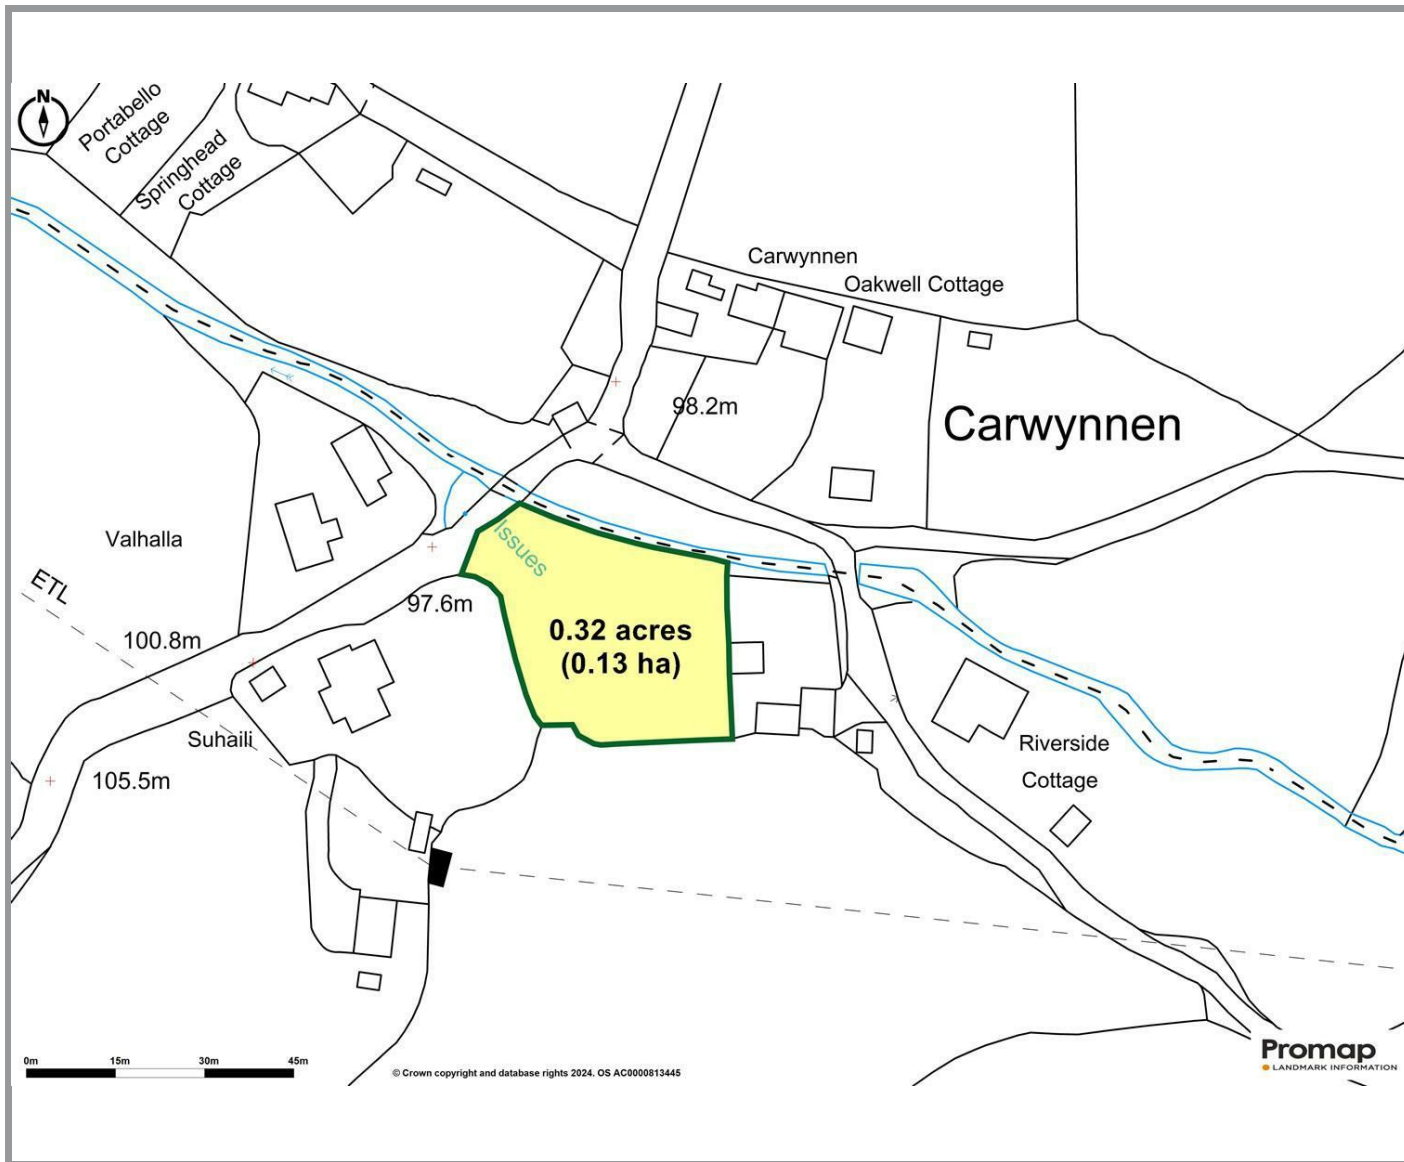 N
Portabello
Cottage
Springhead
Cottage
Carwynnen
Oakwell Cottage
98.2m
Carwynnen
Issues
Valhalla
ETL
97.6m
100.8m
0.32 acres
(0.13 ha)
Suhaili
105.5m
Riverside
Cottage
0m 15m 30m 45m
© Crown copyright and database rights 2024. OS AC0000813445
Promap
LANDMARK INFORMATION